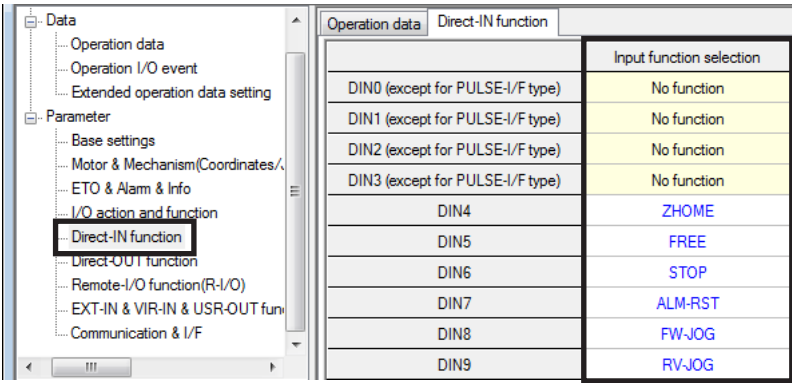 Data
Operation data
Operation I/O event
Extended operation data setting
Parameter
Base settings
Motor & Mechanism(Coordinates/
ETO & Alarm & Info
I/O action and function
Direct-IN function
Direct-OUT function
Remote-I/O function(R-I/O)
EXT-IN & VIR-IN & USR-OUT fun
Communication & I/F
Operation data Direct-IN function
Input function selection
DIN0 (except for PULSE-I/F type) No function
DIN1 (except for PULSE-I/F type) No function
DIN2 (except for PULSE-I/F type) No function
DIN3 (except for PULSE-I/F type) No function
DIN4 ZHOME
DIN5 FREE
DIN6 STOP
DIN7 ALM-RST
DIN8 FW-JOG
DIN9 RV-JOG